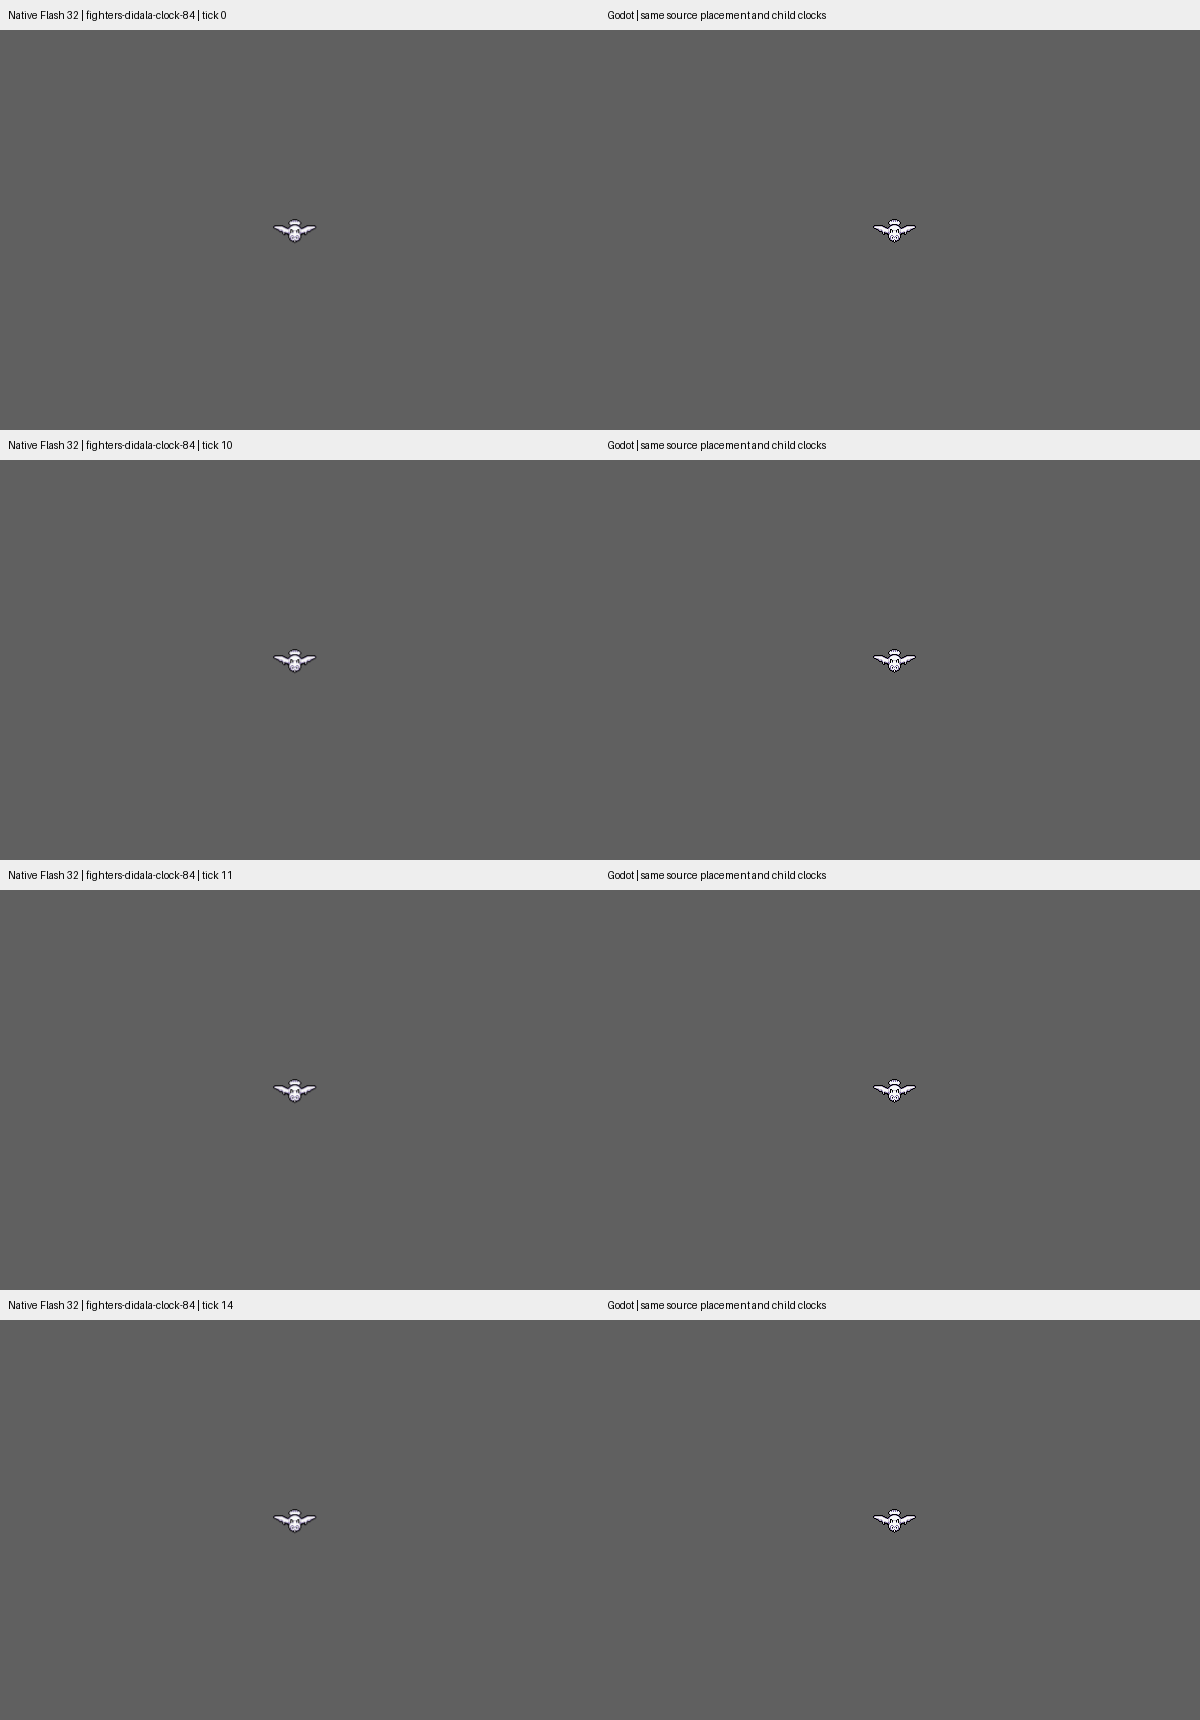 Native Flash 32 | fighters-didala-clock-84 | tick 0
Godot | same source placement and child clocks
Native Flash 32 | fighters-didala-clock-84 | tick 10
Godot | same source placement and child clocks
Native Flash 32 | fighters-didala-clock-84 | tick 11
Godot | same source placement and child clocks
Native Flash 32 | fighters-didala-clock-84 | tick 14
Godot | same source placement and child clocks